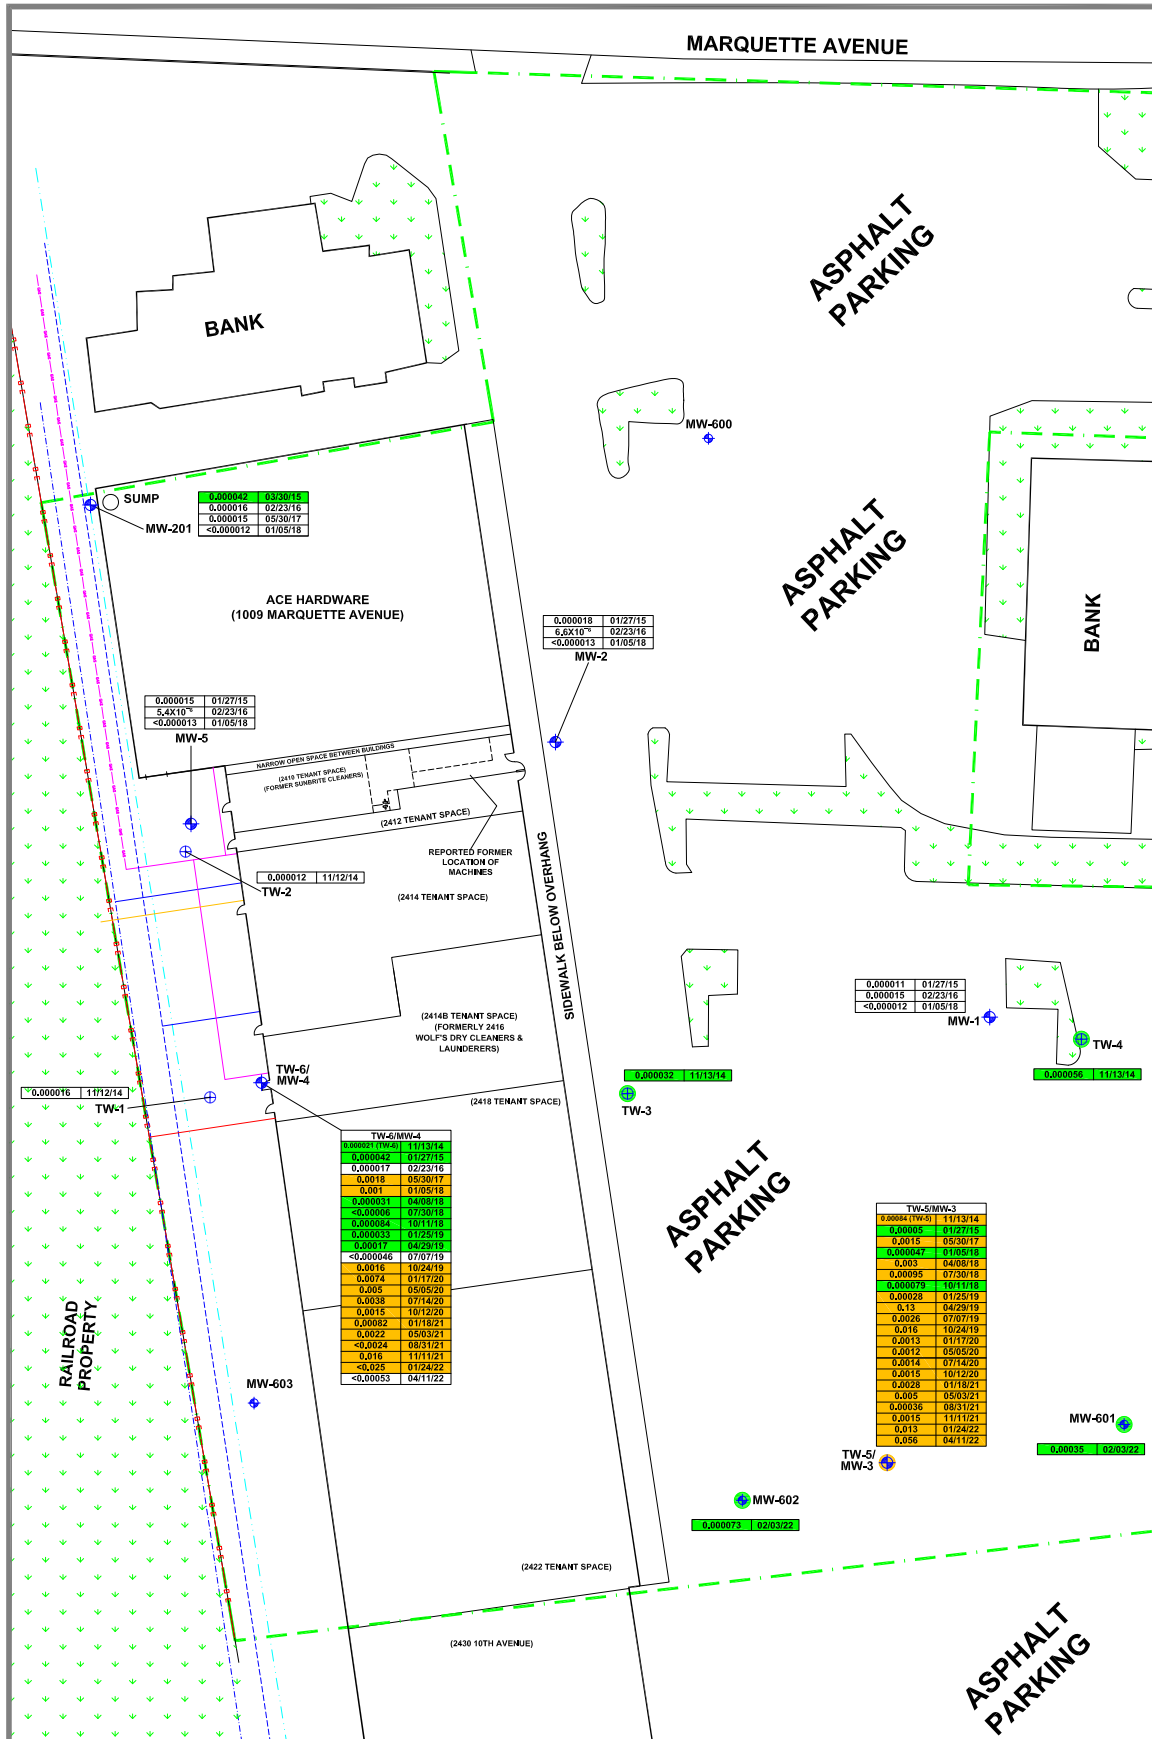 MARQUETTE AVENUE
ASPHALT
PARKING
BANK
MW-600
SUMP
MW-201
0.000042 03/30/15
0.000016 02/23/16
0.000015 05/30/17
<0.000012 01/05/18
ASPHALT
PARKING
ACE HARDWARE
(1009 MARQUETTE AVENUE)
BANK
0.000018 01/27/15
6.6X10⁻⁶ 02/23/16
<0.000013 01/05/18
MW-2
0.000015 01/27/15
5.4X10⁻⁶ 02/23/16
<0.000013 01/05/18
MW-5
NARROW OPEN SPACE BETWEEN BUILDINGS
(2410 TENANT SPACE)
(FORMER SUNBRITE CLEANERS)
(2412 TENANT SPACE)
REPORTED FORMER
LOCATION OF
MACHINES
SIDEWALK BELOW OVERHANG
0.000012 11/12/14
TW-2
(2414 TENANT SPACE)
(2414B TENANT SPACE)
(FORMERLY 2416
WOLF'S DRY CLEANERS &
LAUNDERERS)
0.000011 01/27/15
0.000015 02/23/16
<0.000012 01/05/18
MW-1
TW-4
0.000056 11/13/14
TW-6/
MW-4
0.000032 11/13/14
TW-3
0.000016 11/12/14
TW-1
(2418 TENANT SPACE)
TW-6/MW-4
0.000021 (TW-6) 11/13/14
0.000042 01/27/15
0.000017 02/23/16
0.0018 05/30/17
0.001 01/05/18
0.000031 04/08/18
<0.00006 07/30/18
0.000084 10/11/18
0.000033 01/25/19
0.00017 04/29/19
<0.000046 07/07/19
0.0016 10/24/19
0.0074 01/17/20
0.005 05/05/20
0.0038 07/14/20
0.0015 10/12/20
0.00082 01/18/21
0.0022 05/03/21
<0.0024 08/31/21
0.016 11/11/21
<0.025 01/24/22
<0.00053 04/11/22
ASPHALT
PARKING
TW-5/MW-3
0.00084 (TW-5) 11/13/14
0.00005 01/27/15
0.0015 05/30/17
0.000047 01/05/18
0.003 04/08/18
0.00095 07/30/18
0.000079 10/11/18
0.00028 01/25/19
0.13 04/29/19
0.0026 07/07/19
0.016 10/24/19
0.0013 01/17/20
0.0012 05/05/20
0.0014 07/14/20
0.0015 10/12/20
0.0028 01/18/21
0.005 05/03/21
0.00036 08/31/21
0.0015 11/11/21
0.013 01/24/22
0.056 04/11/22
TW-5/
MW-3
RAILROAD
PROPERTY
MW-603
MW-601
0.00035 02/03/22
MW-602
0.000073 02/03/22
(2422 TENANT SPACE)
(2430 10TH AVENUE)
ASPHALT
PARKING